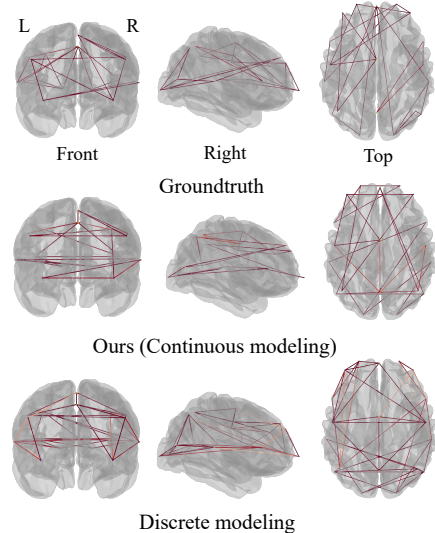 L R
Front Right Top
Groundtruth
Ours (Continuous modeling)
Discrete modeling